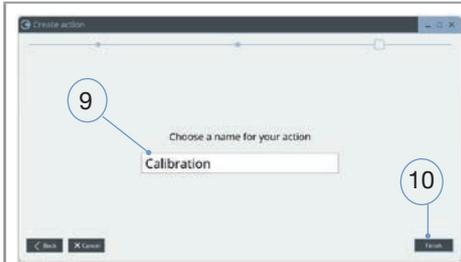 Create action
9
Choose a name for your action
Calibration
10
Back
Cancel
Finish